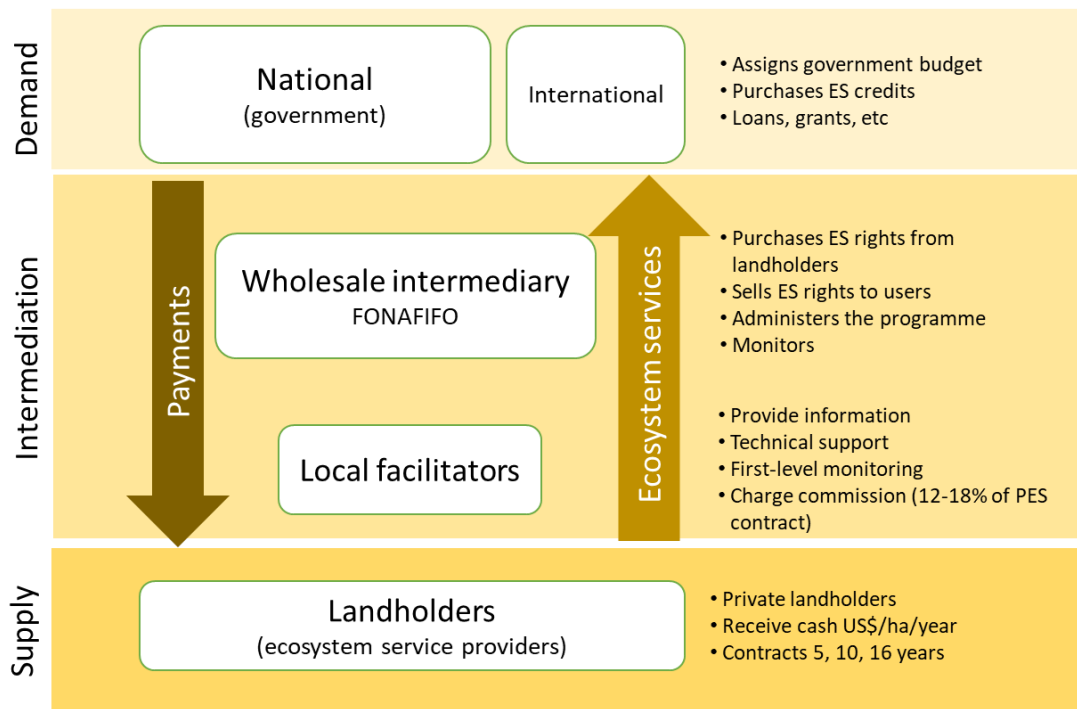 Demand
National
(government)
International
• Assigns government budget
• Purchases ES credits
• Loans, grants, etc
Intermediation
Payments
Wholesale intermediary
FONAFIFO
Ecosystem services
• Purchases ES rights from
landholders
• Sells ES rights to users
• Administers the programme
• Monitors
Local facilitators
• Provide information
• Technical support
• First-level monitoring
• Charge commission (12-18% of PES
contract)
Supply
Landholders
(ecosystem service providers)
• Private landholders
• Receive cash US$/ha/year
• Contracts 5, 10, 16 years